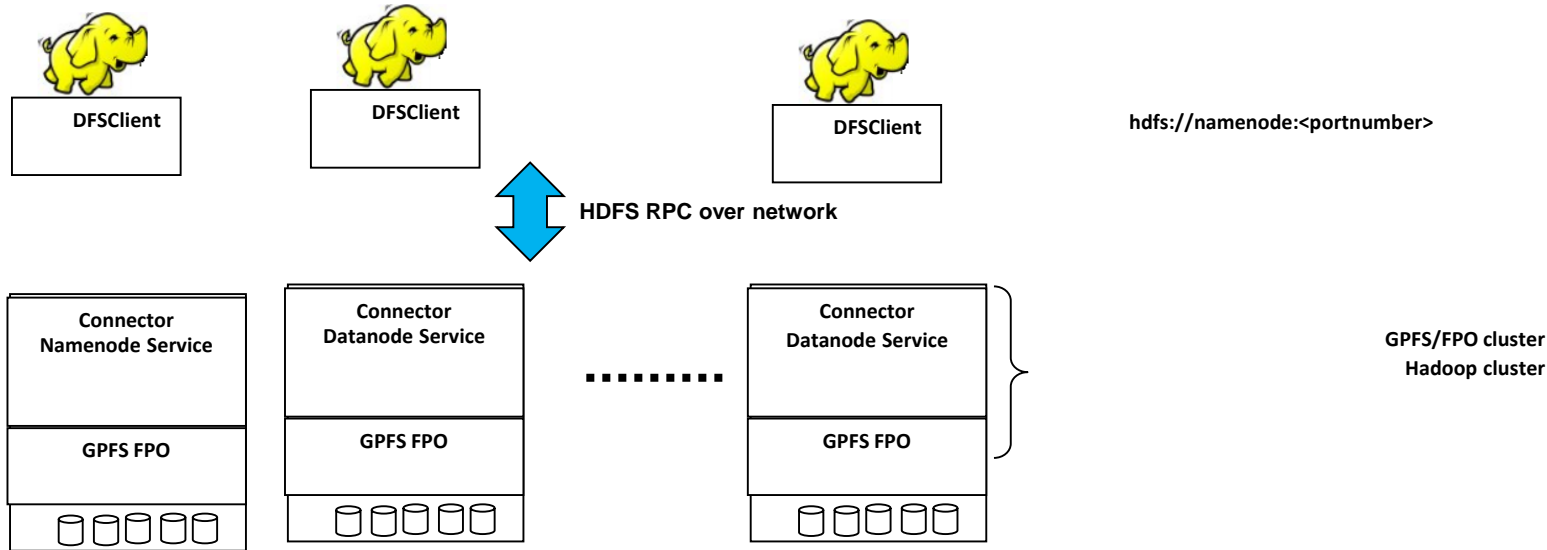 DFSClient
DFSClient
DFSClient
hdfs://namenode:<portnumber>
HDFS RPC over network
Connector
Namenode Service
Connector
Datanode Service
Connector
Datanode Service
GPFS/FPO cluster
Hadoop cluster
GPFS FPO
GPFS FPO
GPFS FPO